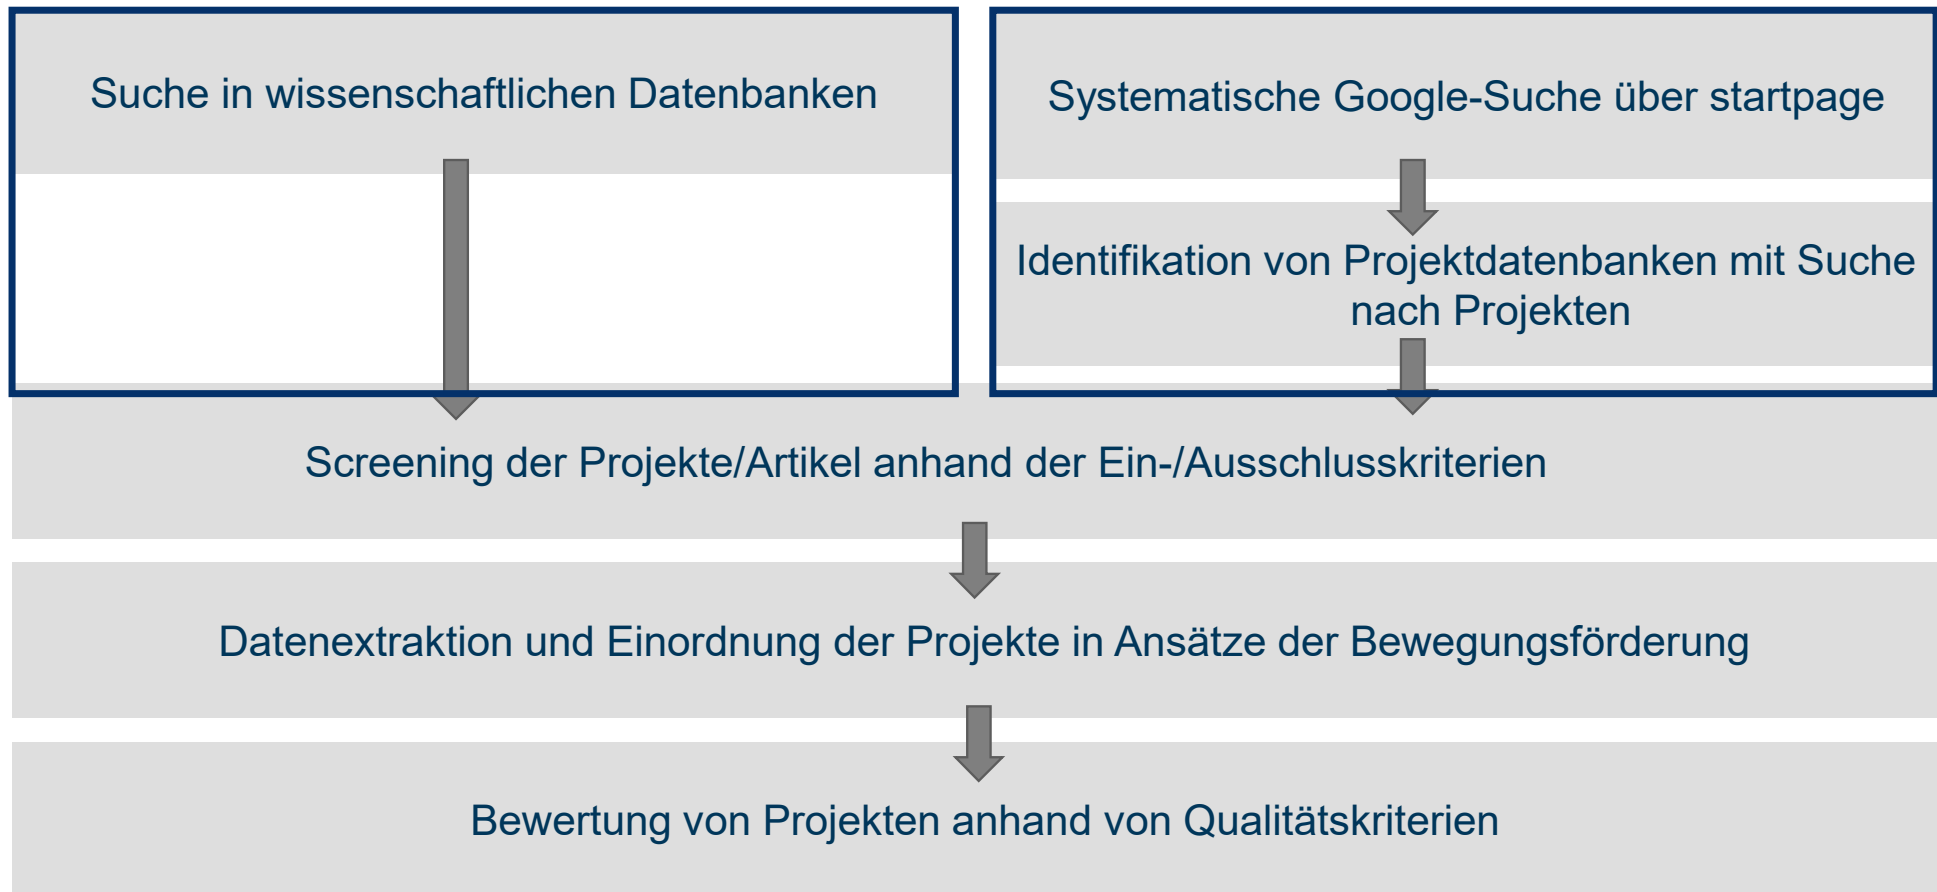 Suche in wissenschaftlichen Datenbanken
Systematische Google-Suche über startpage
Identifikation von Projektdatenbanken mit Suche
nach Projekten
Screening der Projekte/Artikel anhand der Ein-/Ausschlusskriterien
Datenextraktion und Einordnung der Projekte in Ansätze der Bewegungsförderung
Bewertung von Projekten anhand von Qualitätskriterien